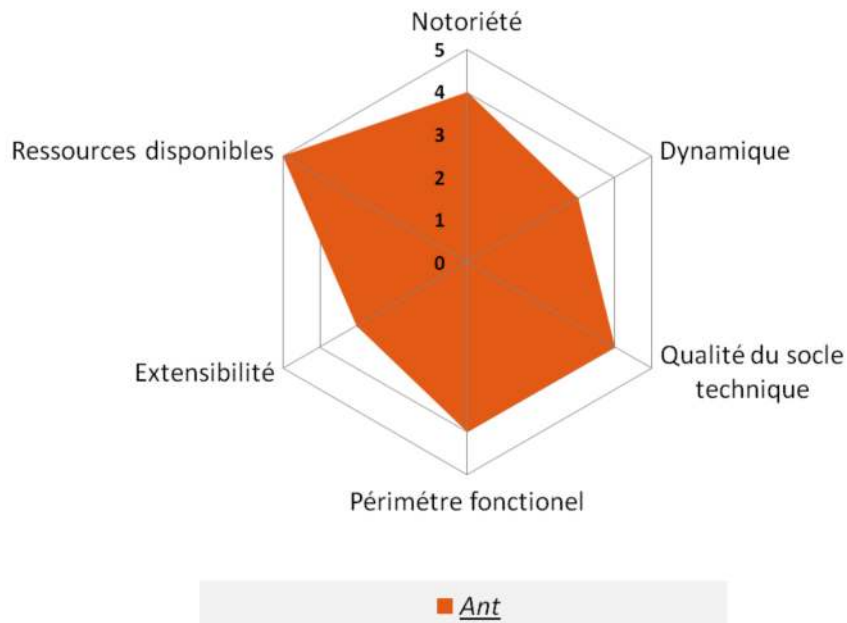 Notoriété
5
4
3
2
1
0
Ressources disponibles
Dynamique
Extensibilité
Qualité du socle
technique
Périmétre fonctionel
Ant